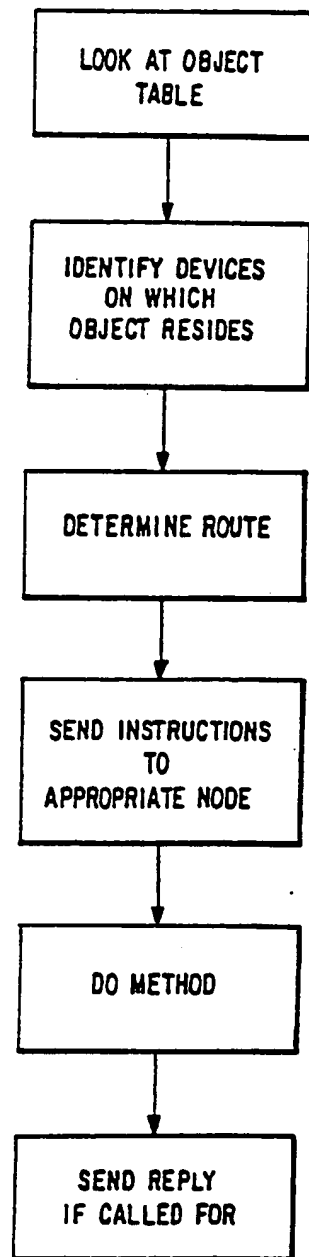 LOOK AT OBJECT
TABLE
IDENTIFY DEVICES
ON WHICH
OBJECT RESIDES
DETERMINE ROUTE
SEND INSTRUCTIONS
TO
APPROPRIATE NODE
DO METHOD
SEND REPLY
IF CALLED FOR